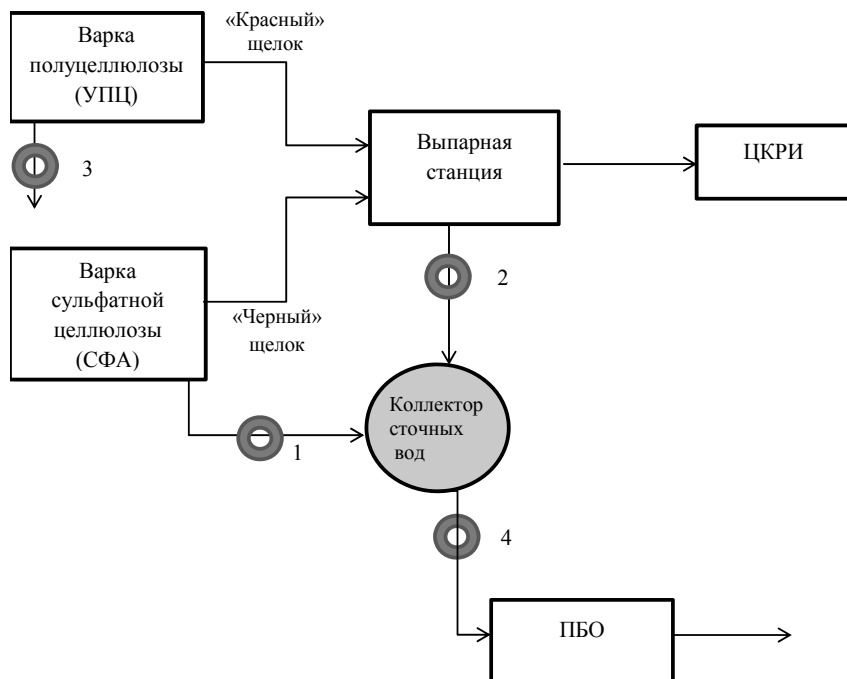 Варка
полуцеллюлозы
(УПЦ)
«Красный»
щелок
3
Выпарная
станция
ЦКРИ
Варка
сульфатной
целлюлозы
(СФА)
«Черный»
щелок
2
Коллектор
сточных
вод
1
4
ПБО